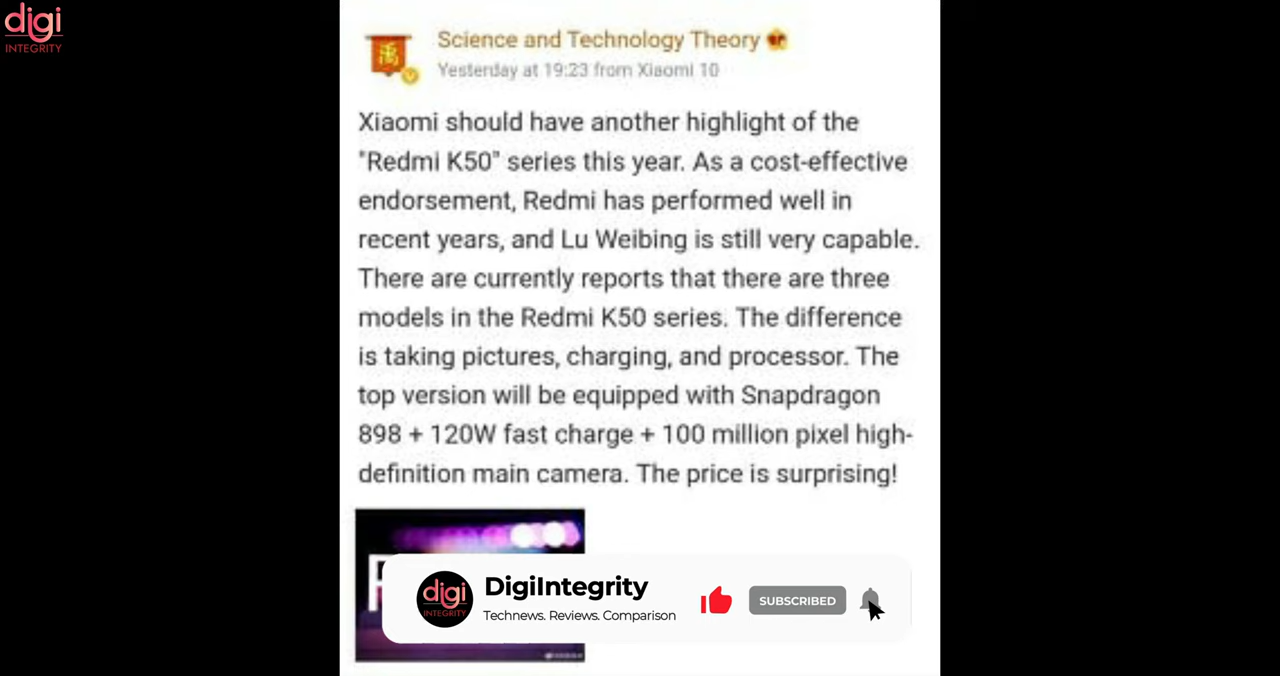 digi
INTEGRITY
Science and Technology Theory
Yesterday at 19:23 from Xiaomi 10
Xiaomi should have another highlight of the
"Redmi K50" series this year. As a cost-effective
endorsement, Redmi has performed well in
recent years, and Lu Weibing is still very capable.
There are currently reports that there are three
models in the Redmi K50 series. The difference
is taking pictures, charging, and processor. The
top version will be equipped with Snapdragon
898 + 120W fast charge + 100 million pixel high-
definition main camera. The price is surprising!
digi
INTEGRITY
DigiIntegrity
Technews. Reviews. Comparison
SUBSCRIBED